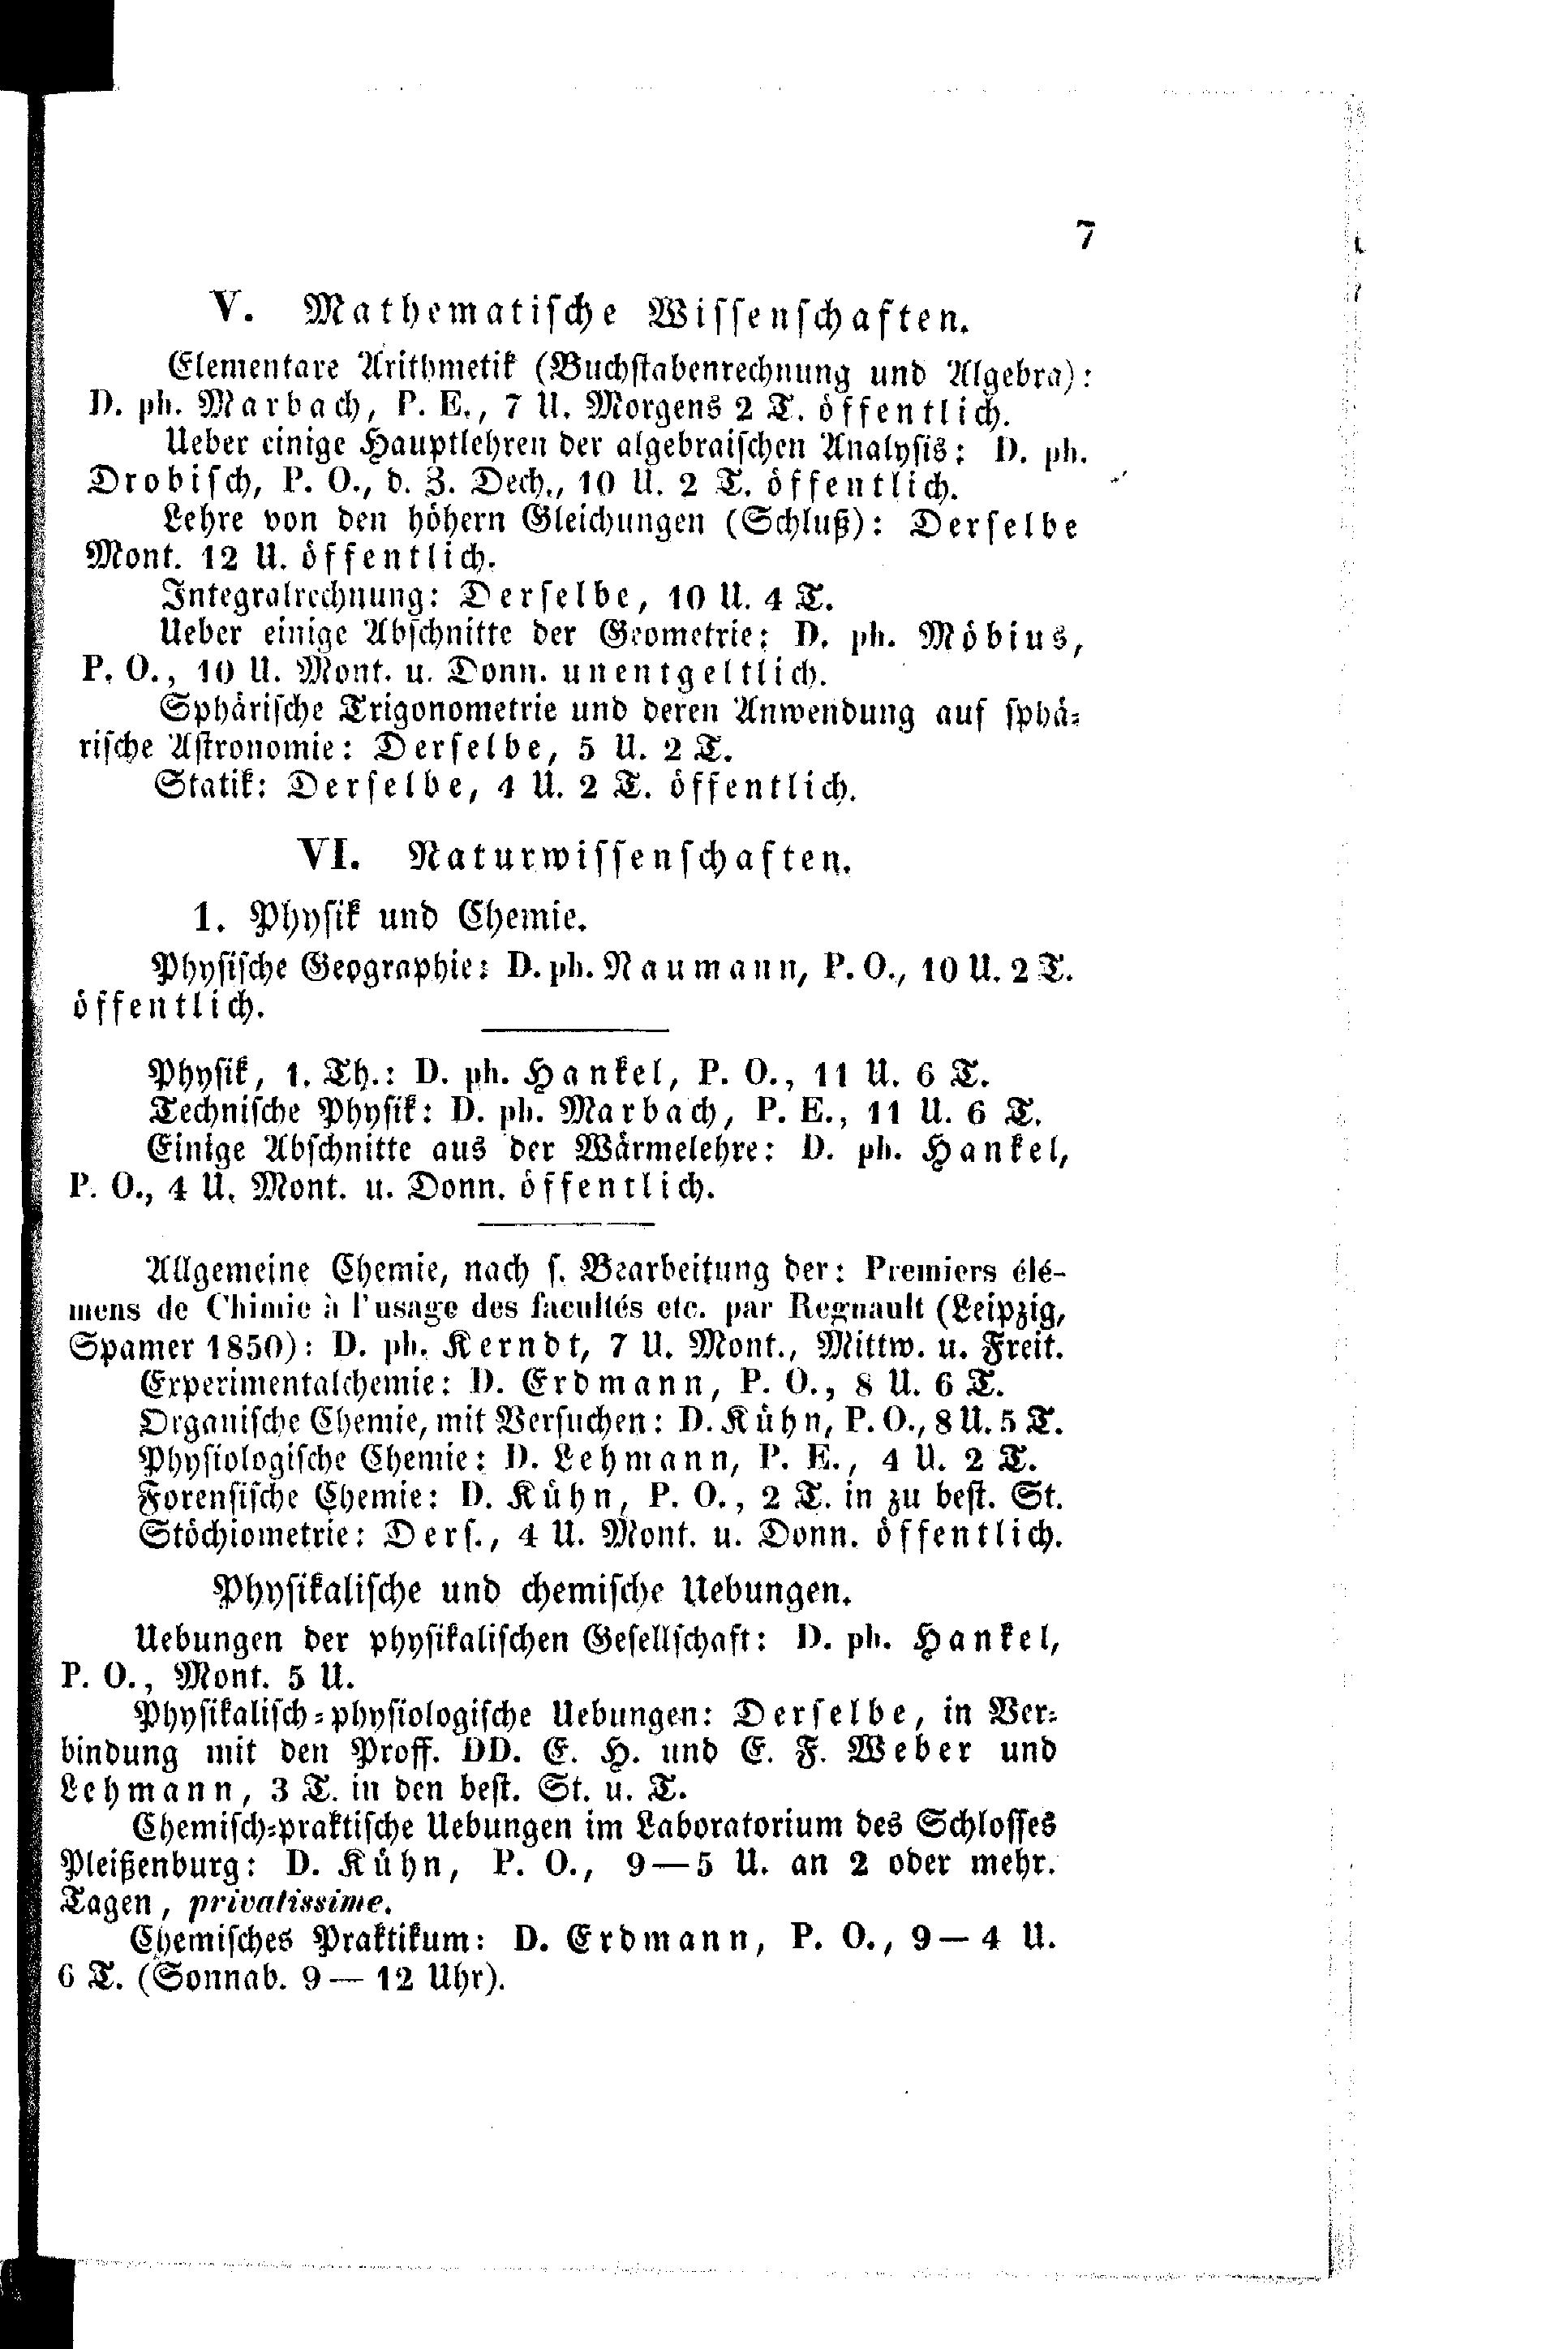 7
V. Mathematische Wissenschaften.
Elementare Arithmetik (Buchstabenrechnung und Algebra):
D. ph. Marbach, P. E., 7 U. Morgens 2 T. öffentlich.
Ueber einige Hauptlehren der algebraischen Analysis: D. ph.
Drobisch, P. O., d. Z. Dech., 10 U. 2 T. öffentlich.
Lehre von den höhern Gleichungen (Schluß): Derselbe
Mont. 12 U. öffentlich.
Integralrechnung: Derselbe, 10 U. 4 T.
Ueber einige Abschnitte der Geometrie: D. ph. Möbius,
P. O., 10 U. Mont. u. Donn. unentgeltlich.
Sphärische Trigonometrie und deren Anwendung auf sphä-
rische Astronomie: Derselbe, 5 U. 2 T.
Statik: Derselbe, 4 U. 2 T. öffentlich.
VI. Naturwissenschaften.
1. Physik und Chemie.
Physische Geographie: D. ph. Naumann, P. O., 10 U. 2 T.
öffentlich.
Physik, 1. Th.: D. ph. Hankel, P. O., 11 U. 6 T.
Technische Physik: D. ph. Marbach, P. E., 11 U. 6 T.
Einige Abschnitte aus der Wärmelehre: D. ph. Hankel,
P. O., 4 U. Mont. u. Donn. öffentlich.
Allgemeine Chemie, nach s. Bearbeitung der: Premiers élé-
mens de Chimie à l'usage des facultés etc. par Regnault (Leipzig,
Spamer 1850): D. ph. Kerndt, 7 U. Mont., Mittw. u. Freit.
Experimentalchemie: D. Erdmann, P. O., 8 U. 6 T.
Organische Chemie, mit Versuchen: D. Kühn, P. O., 8 U. 5 T.
Physiologische Chemie: D. Lehmann, P. E., 4 U. 2 T.
Forensische Chemie: D. Kühn, P. O., 2 T. in zu best. St.
Stöchiometrie: Ders., 4 U. Mont. u. Donn. öffentlich.
Physikalische und chemische Uebungen.
Uebungen der physikalischen Gesellschaft: D. ph. Hankel,
P. O., Mont. 5 U.
Physikalisch-physiologische Uebungen: Derselbe, in Ver-
bindung mit den Proff. DD. E. H. und E. F. Weber und
Lehmann, 3 T. in den best. St. u. T.
Chemisch-praktische Uebungen im Laboratorium des Schlosses
Pleißenburg: D. Kühn, P. O., 9—5 U. an 2 oder mehr.
Tagen, privatissime.
Chemisches Praktikum: D. Erdmann, P. O., 9—4 U.
6 T. (Sonnab. 9—12 Uhr).